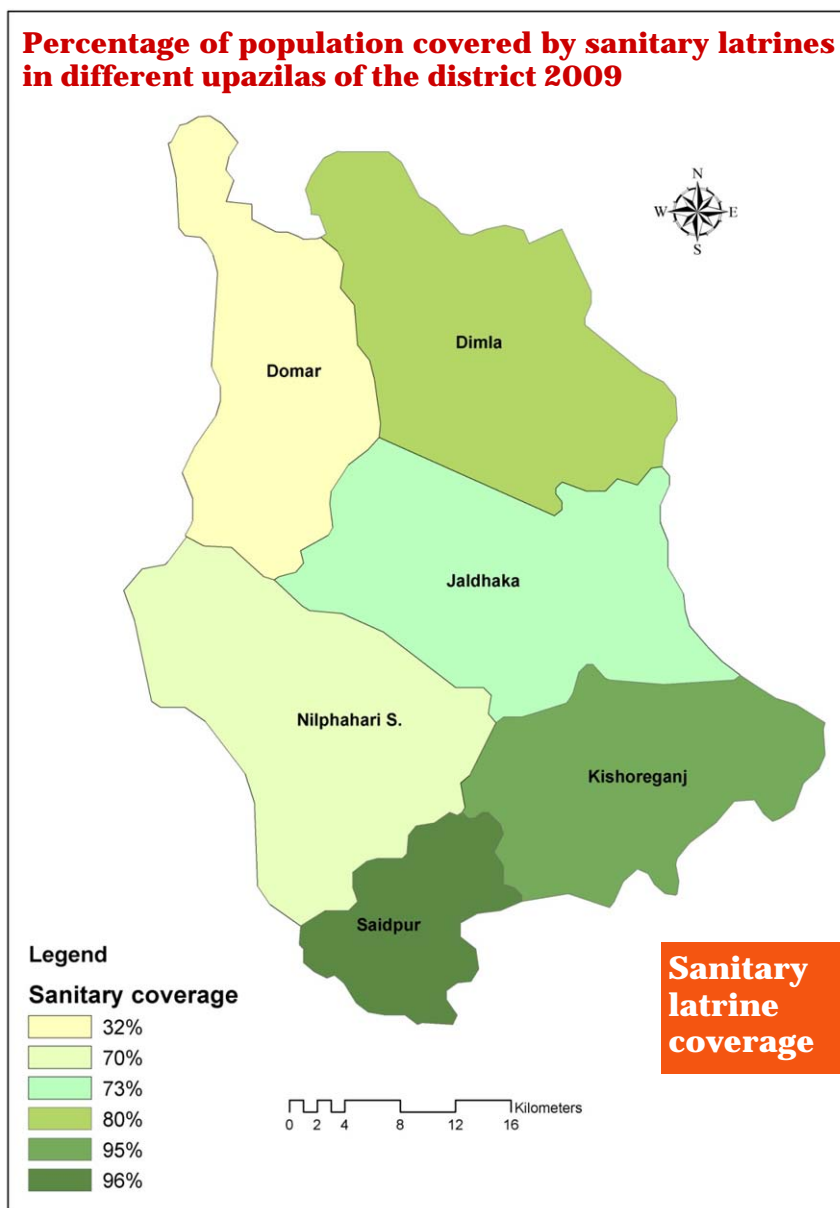 Percentage of population covered by sanitary latrines
in different upazilas of the district 2009
N
W E
S
Dimla
Domar
Jaldhaka
Nilphahari S.
Kishoreganj
Saidpur
Legend
Sanitary coverage
32%
70%
73%
80%
95%
96%
Sanitary
latrine
coverage
Kilometers
0 2 4 8 12 16